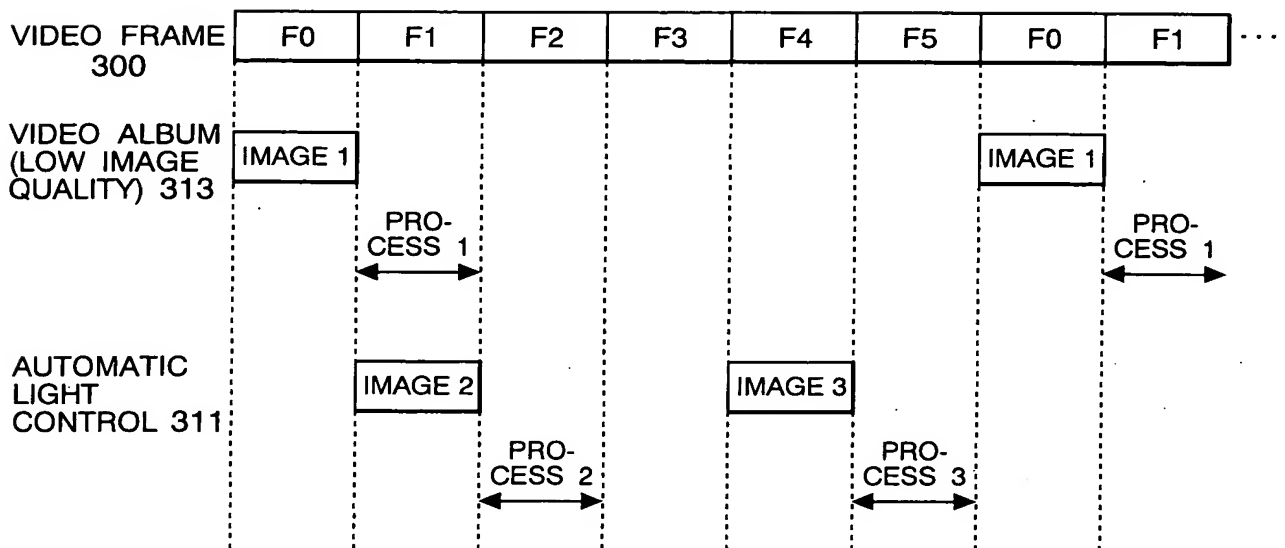 VIDEO FRAME
300
F0 F1 F2 F3 F4 F5 F0 F1 ...
VIDEO ALBUM
(LOW IMAGE
QUALITY) 313
IMAGE 1
IMAGE 1
PRO-
CESS 1
PRO-
CESS 1
AUTOMATIC
LIGHT
CONTROL 311
IMAGE 2
IMAGE 3
PRO-
CESS 2
PRO-
CESS 3